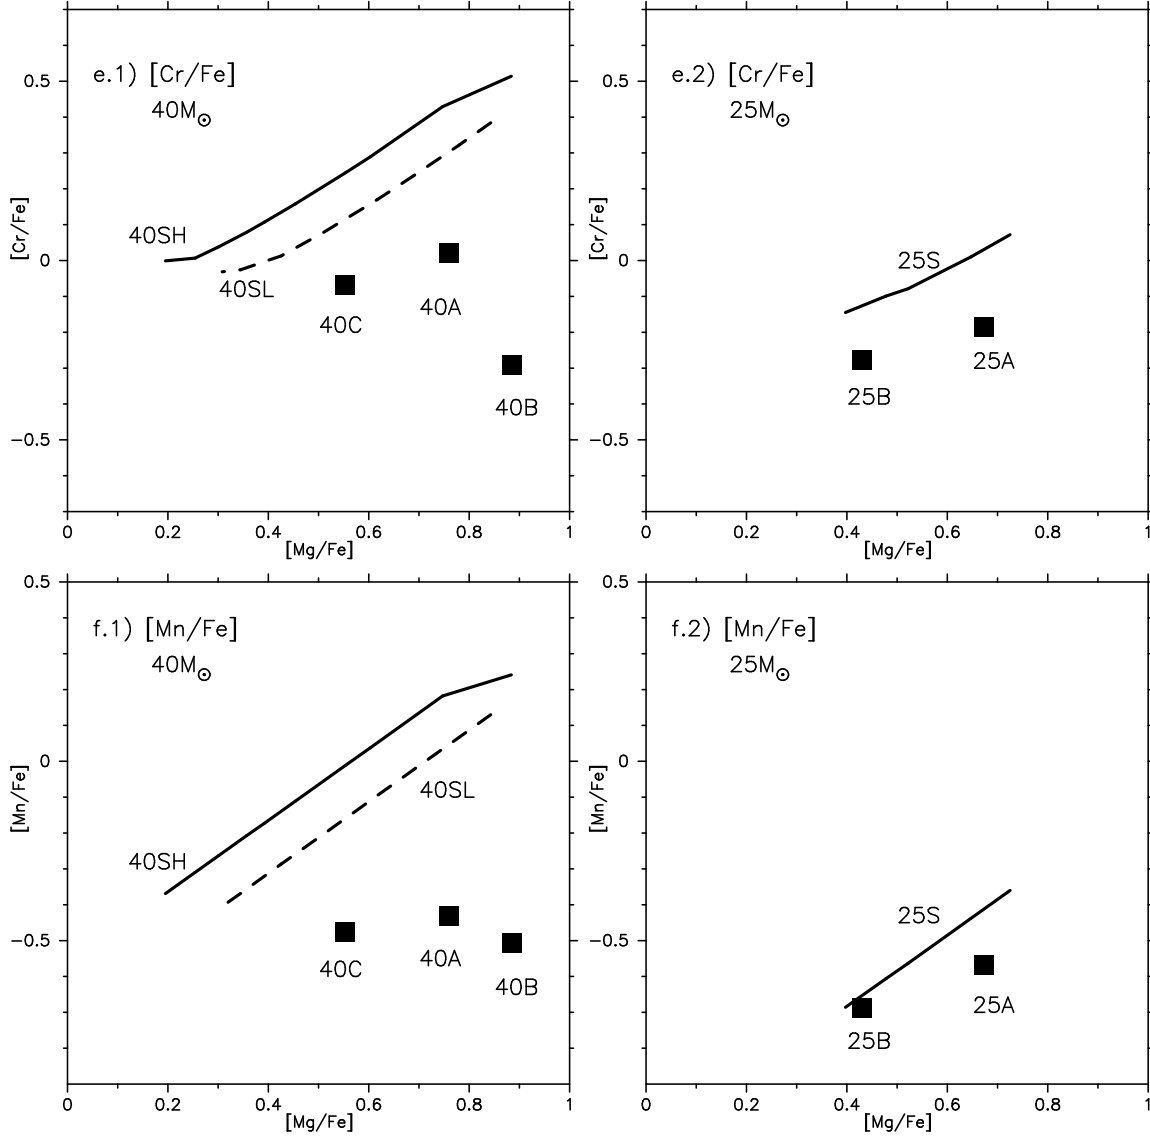 e.1) [Cr/Fe]
40M⊙
0.5
0
−0.5
[Cr/Fe]
40SH
40SL
40C
40A
40B
0 0.2 0.4 0.6 0.8 1
[Mg/Fe]
e.2) [Cr/Fe]
25M⊙
0.5
0
−0.5
[Cr/Fe]
25S
25A
25B
0 0.4 0.6 0.8 1
[Mg/Fe]
f.1) [Mn/Fe]
40M⊙
0.5
0
−0.5
[Mn/Fe]
40SL
40SH
40C
40A
40B
0 0.2 0.4 0.6 0.8 1
[Mg/Fe]
f.2) [Mn/Fe]
25M⊙
0.5
0
−0.5
[Mn/Fe]
25S
25A
25B
0 0.4 0.6 0.8 1
[Mg/Fe]